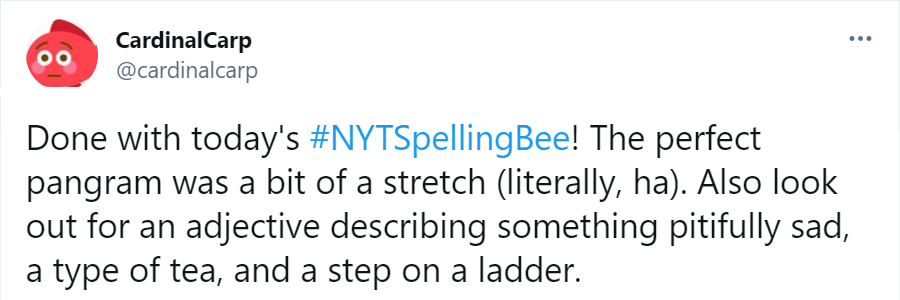 CardinalCarp
@cardinalcarp
Done with today's #NYTSpellingBee! The perfect
pangram was a bit of a stretch (literally, ha). Also look
out for an adjective describing something pitifully sad,
a type of tea, and a step on a ladder.